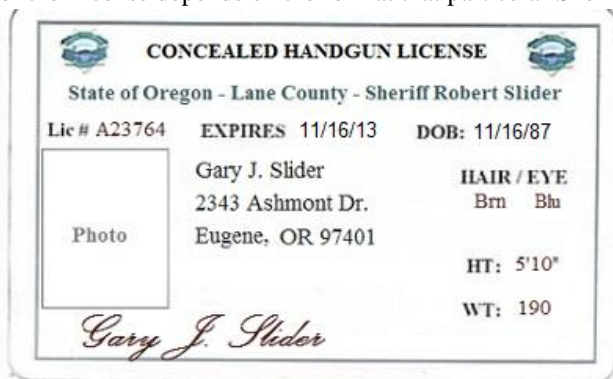 CONCEALED HANDGUN LICENSE
State of Oregon - Lane County - Sheriff Robert Slider
Lic # A23764 EXPIRES 11/16/13 DOB: 11/16/87
Gary J. Slider HAIR / EYE
2343 Ashmont Dr. Brn Blu
Photo Eugene, OR 97401
HT: 5'10"
WT: 190
Gary J. Slider